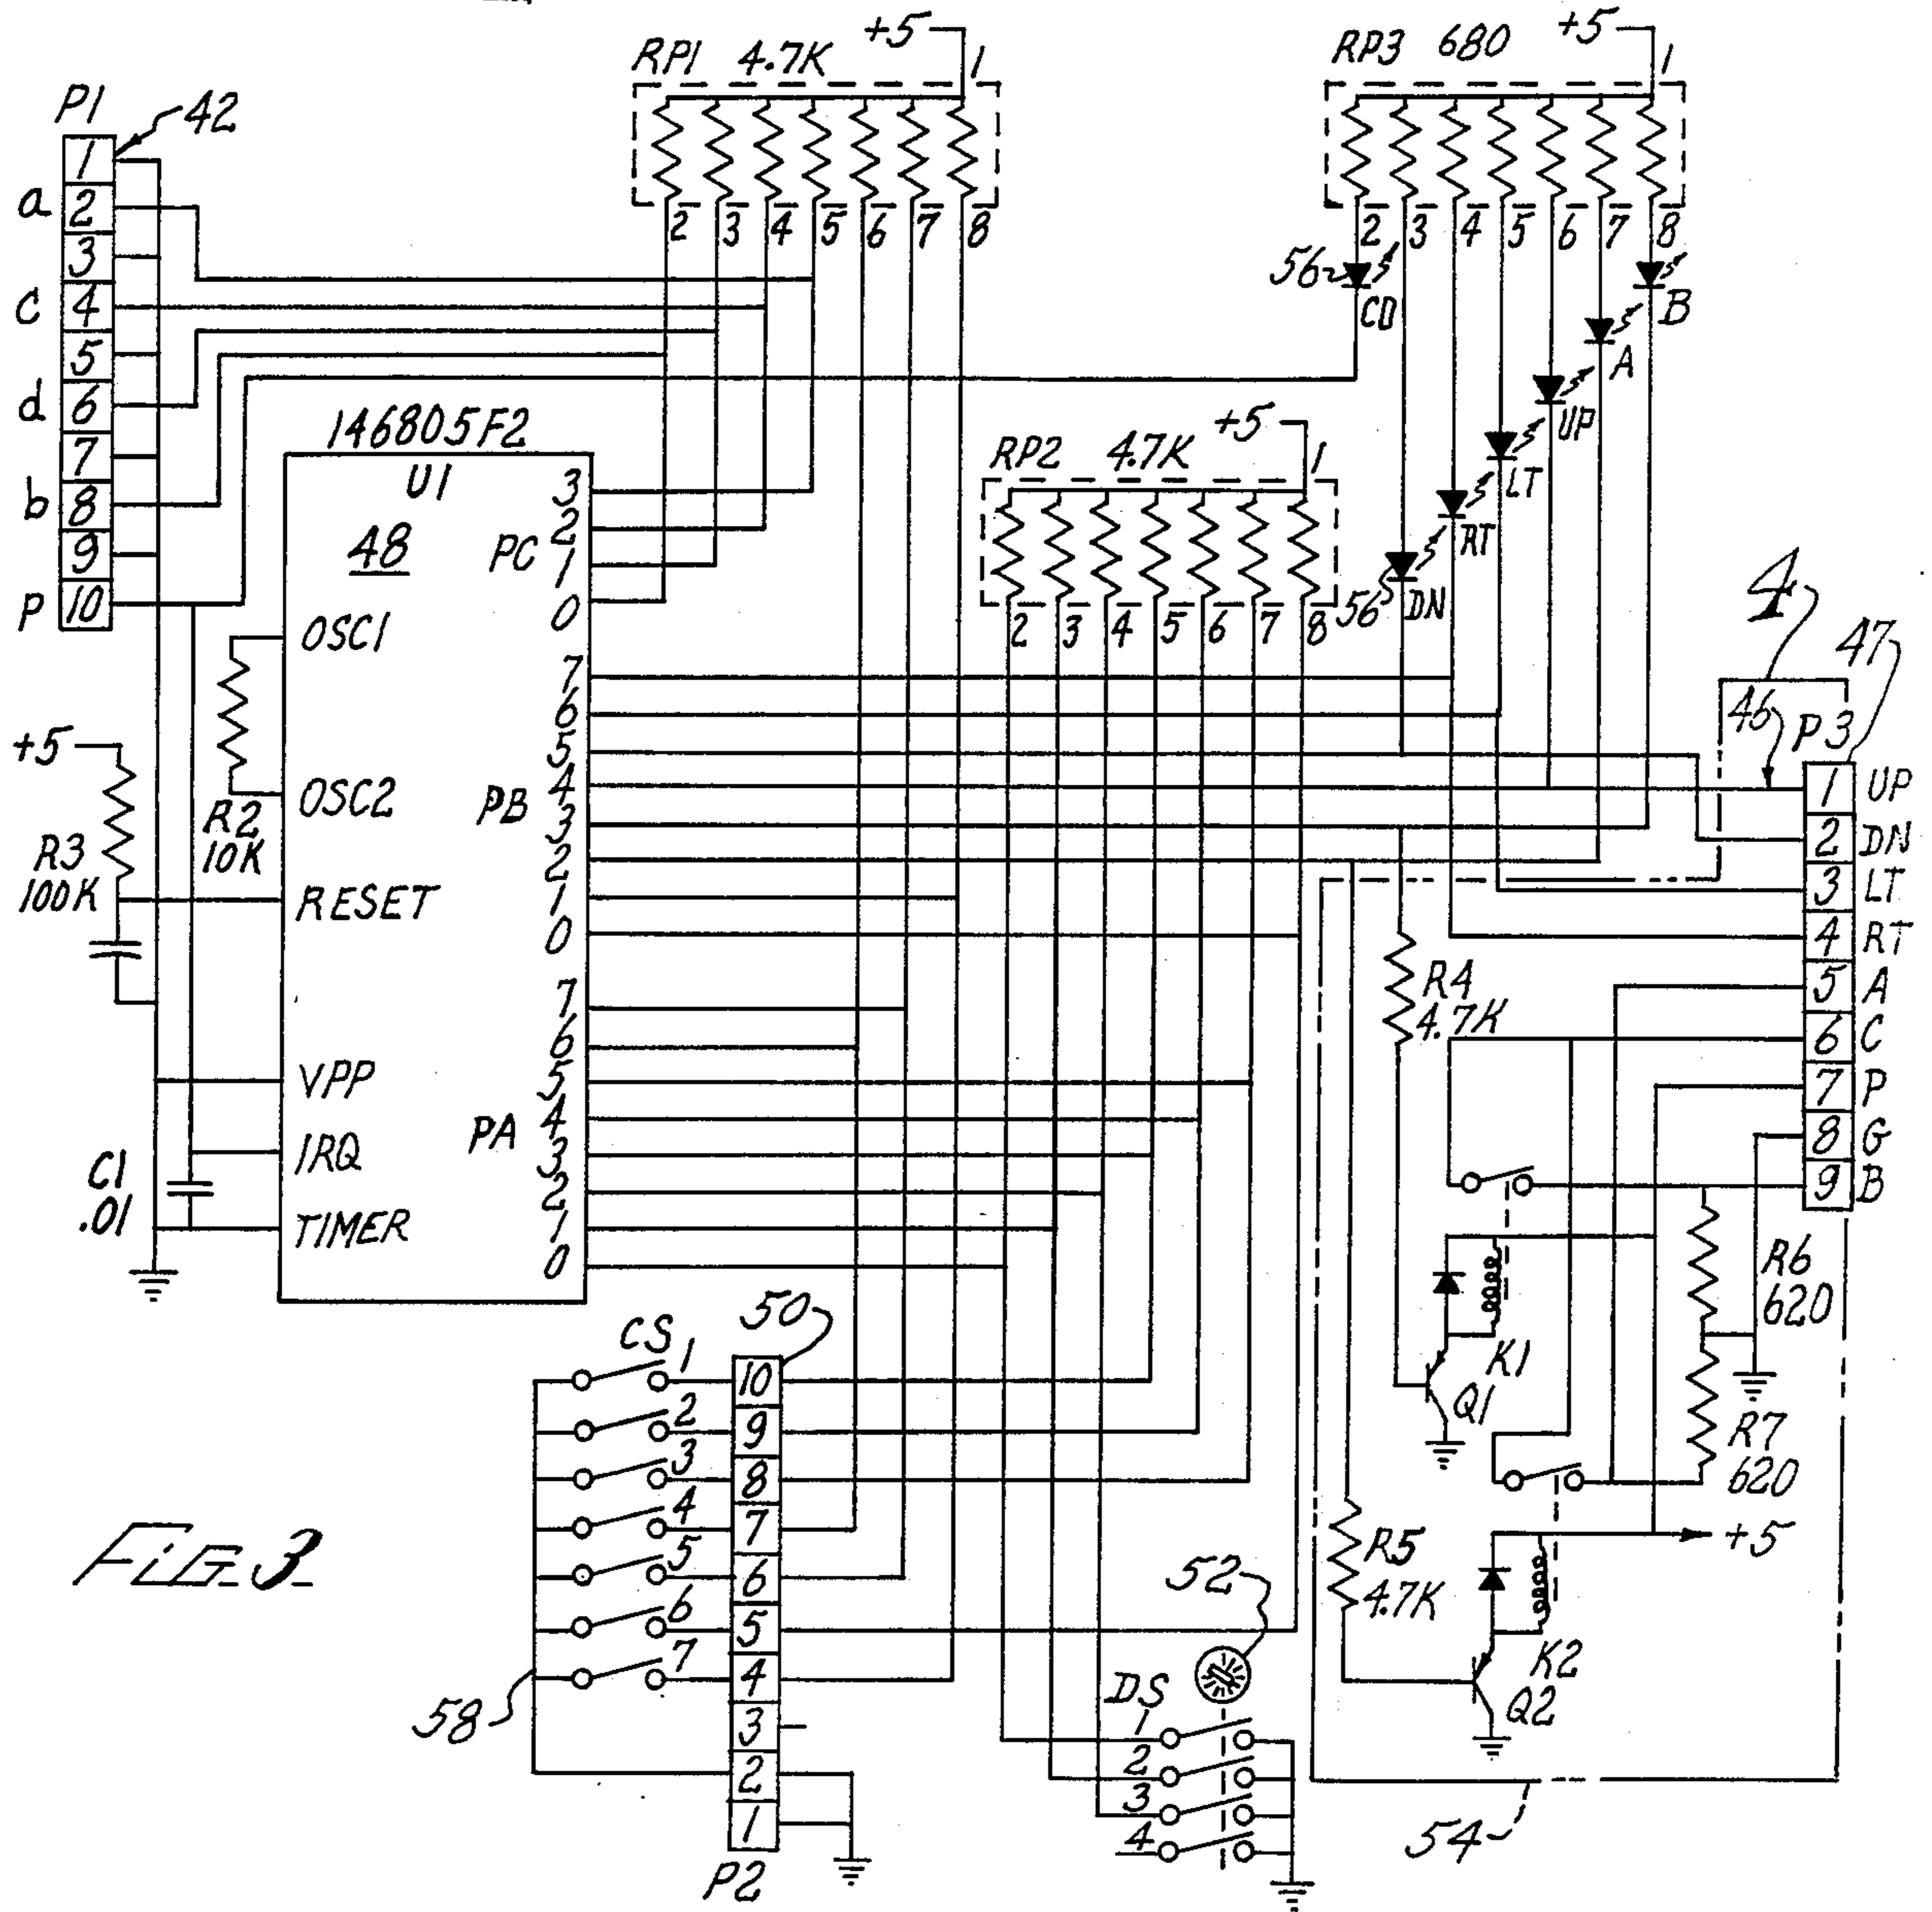 RP1 4.7K +5 1
2 3 4 5 6 7 8
RP3 680 +5 1
2 3 4 5 6 7 8
56 CD
B
A
UP
LT
RT
56 DN
P1
42
1
a 2
3
c 4
5
d 6
7
b 8
9
P 10
146805F2
U1
48
PC 3 2 1 0
OSC1
OSC2
RESET
VPP
IRQ
TIMER
PB 7 6 5 4 3 2 1 0
PA 7 6 5 4 3 2 1 0
RP2 4.7K +5 1
2 3 4 5 6 7 8
+5
R3
100K
R2
10K
C1
.01
4
47
46
P3
1 UP
2 DN
3 LT
4 RT
5 A
6 C
7 P
8 G
9 B
R4
4.7K
K1
Q1
R6
620
R7
620
+5
R5
4.7K
K2
Q2
54
CS
50
1 10
2 9
3 8
4 7
5 6
6 5
7 4
3
2
1
P2
58
52
DS
1
2
3
4
FIG. 3